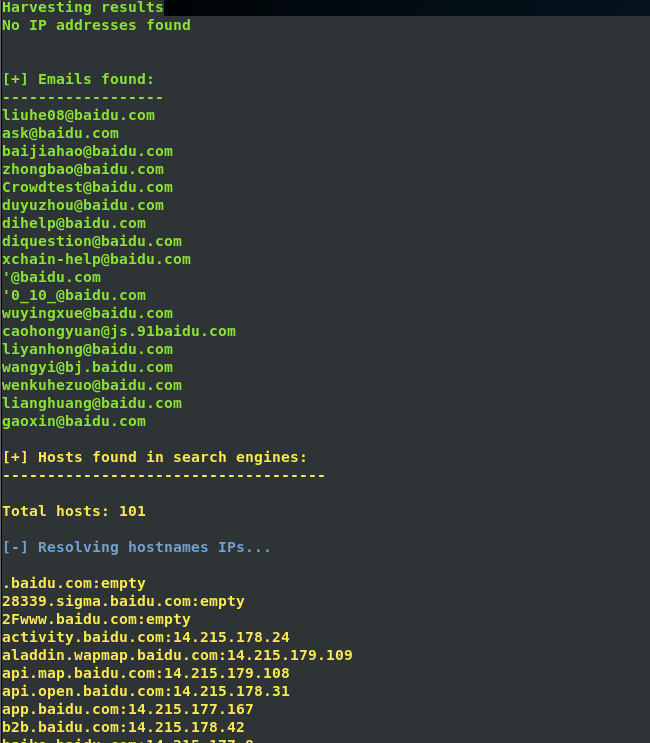 Harvesting results
No IP addresses found
[+] Emails found:
------------------
liuhe08@baidu.com
ask@baidu.com
baijiahao@baidu.com
zhongbao@baidu.com
Crowdtest@baidu.com
duyuzhou@baidu.com
dihelp@baidu.com
diquestion@baidu.com
xchain-help@baidu.com
'@baidu.com
'0_10_@baidu.com
wuyingxue@baidu.com
caohongyuan@js.91baidu.com
liyanhong@baidu.com
wangyi@bj.baidu.com
wenkuhezuo@baidu.com
lianghuang@baidu.com
gaoxin@baidu.com
[+] Hosts found in search engines:
------------------------------------
Total hosts: 101
[-] Resolving hostnames IPs...
.baidu.com:empty
28339.sigma.baidu.com:empty
2Fwww.baidu.com:empty
activity.baidu.com:14.215.178.24
aladdin.wapmap.baidu.com:14.215.179.109
api.map.baidu.com:14.215.179.108
api.open.baidu.com:14.215.178.31
app.baidu.com:14.215.177.167
b2b.baidu.com:14.215.178.42